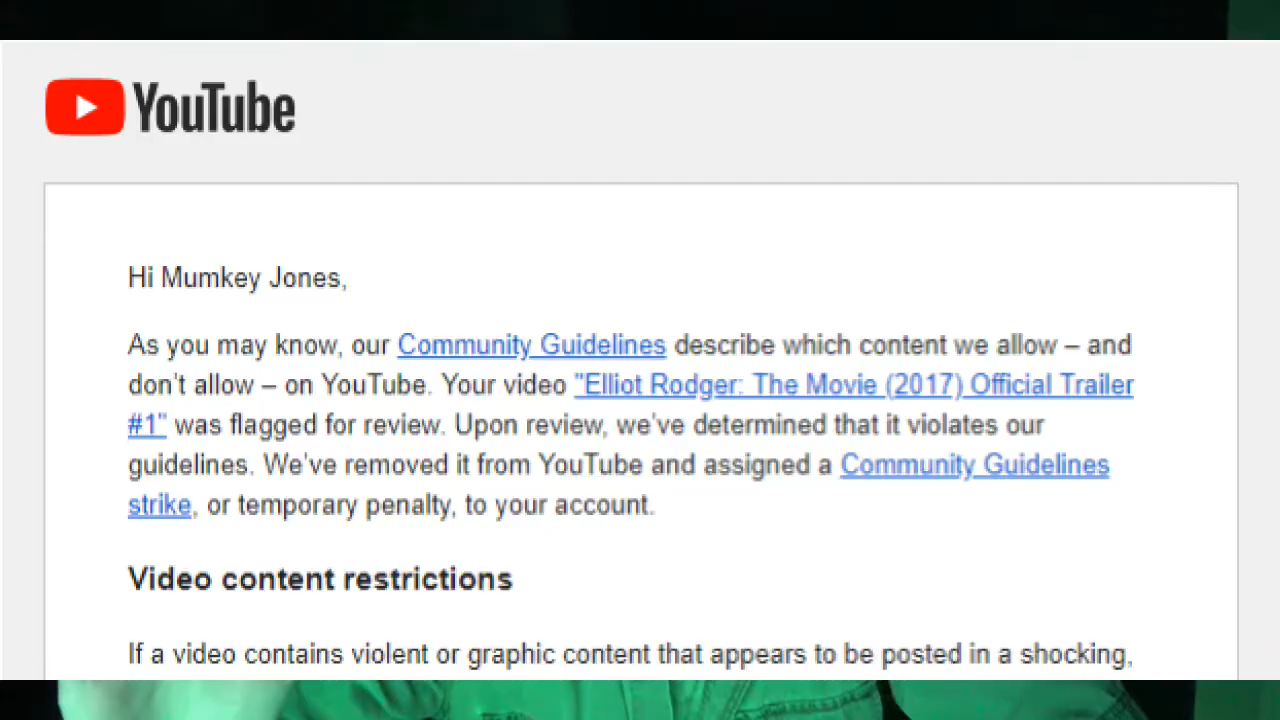 YouTube
Hi Mumkey Jones,
As you may know, our Community Guidelines describe which content we allow – and
don't allow – on YouTube. Your video "Elliot Rodger: The Movie (2017) Official Trailer
#1" was flagged for review. Upon review, we've determined that it violates our
guidelines. We've removed it from YouTube and assigned a Community Guidelines
strike, or temporary penalty, to your account.
Video content restrictions
If a video contains violent or graphic content that appears to be posted in a shocking,